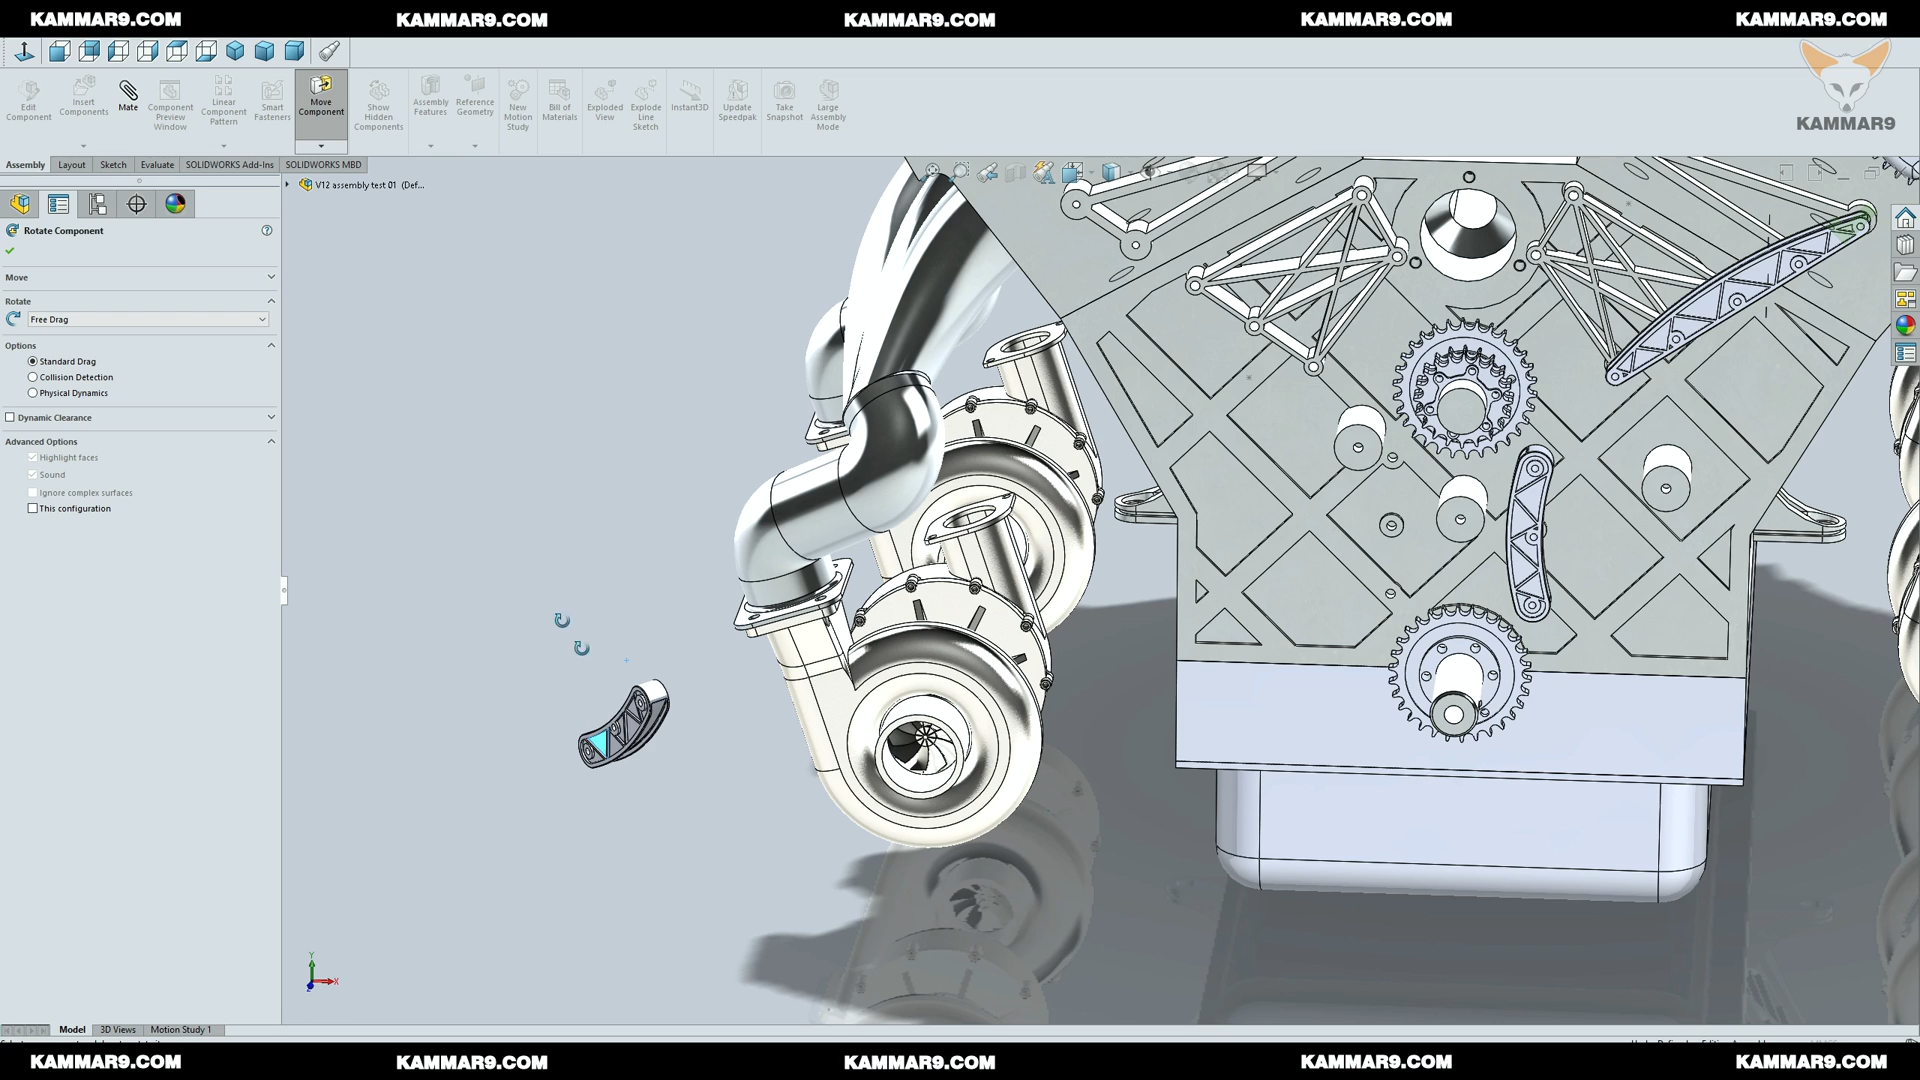 KAMMAR9.COM KAMMAR9.COM KAMMAR9.COM KAMMAR9.COM KAMMAR9.COM
KAMMAR9
Edit Component
Insert Components
Mate
Component Preview Window
Linear Component Pattern
Smart Fasteners
Move Component
Show Hidden Components
Assembly Features
Reference Geometry
New Motion Study
Bill of Materials
Exploded View
Explode Line Sketch
Instant3D
Update Speedpak
Take Snapshot
Large Assembly Mode
Assembly Layout Sketch Evaluate SOLIDWORKS Add-Ins SOLIDWORKS MBD
V12 assembly test 01 (Def...
Rotate Component
Move
Rotate
Free Drag
Options
Standard Drag
Collision Detection
Physical Dynamics
Dynamic Clearance
Advanced Options
Highlight faces
Sound
Ignore complex surfaces
This configuration
Y
X
Z
Model 3D Views Motion Study 1
KAMMAR9.COM KAMMAR9.COM KAMMAR9.COM KAMMAR9.COM KAMMAR9.COM